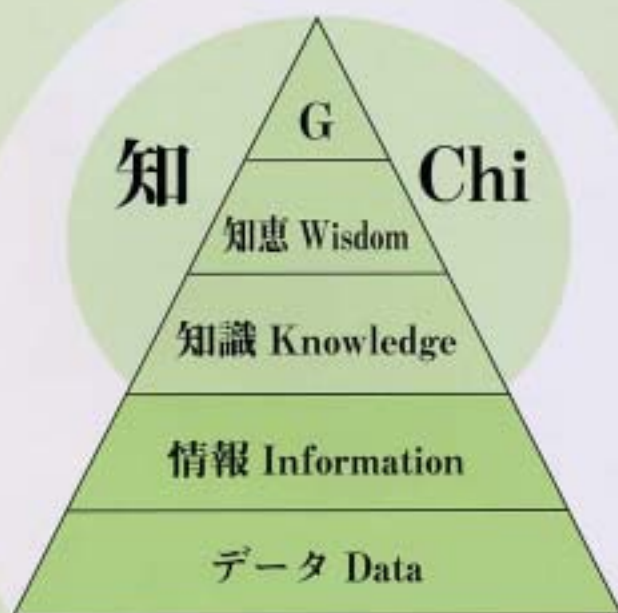 G
知 Chi
知恵 Wisdom
知識 Knowledge
情報 Information
データ Data